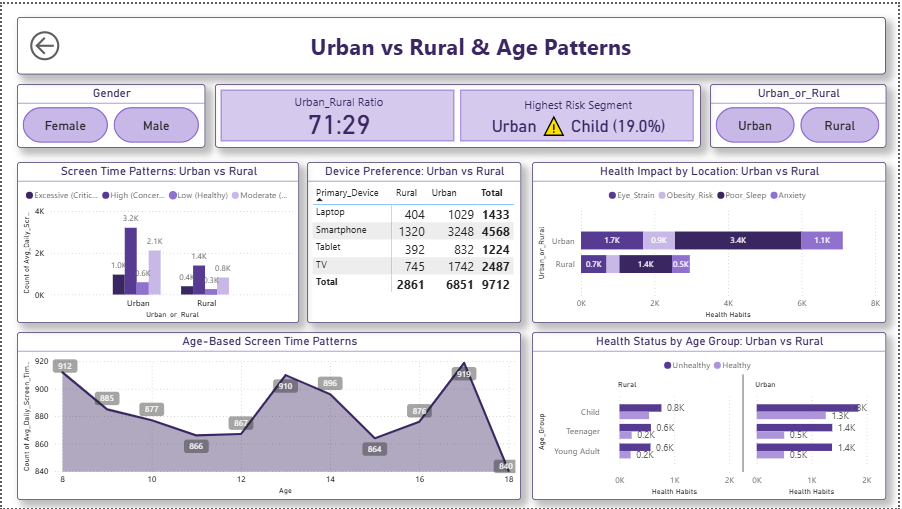 Urban vs Rural & Age Patterns
Gender
Female
Male
Urban_Rural Ratio
71:29
Highest Risk Segment
Urban ⚠ Child (19.0%)
Urban_or_Rural
Urban
Rural
Screen Time Patterns: Urban vs Rural
Excessive (Critic... High (Concer... Low (Healthy) Moderate (...
Count of Avg_Daily_Scr...
4K
2K
0K
1.0K
3.2K
0.6K
2.1K
0.4K
1.4K
0.3K
0.8K
Urban
Rural
Urban_or_Rural
Device Preference: Urban vs Rural
Primary_Device Rural Urban Total
Laptop 404 1029 1433
Smartphone 1320 3248 4568
Tablet 392 832 1224
TV 745 1742 2487
Total 2861 6851 9712
Health Impact by Location: Urban vs Rural
Eye_Strain Obesity_Risk Poor_Sleep Anxiety
Urban_or_Rural
Urban 1.7K 0.9K 3.4K 1.1K
Rural 0.7K 1.4K 0.5K
0K 2K 4K 6K 8K
Health Habits
Age-Based Screen Time Patterns
Count of Avg_Daily_Screen_Tim...
920
900
880
860
840
912
885
877
866
867
910
896
864
876
919
840
8 10 12 14 16 18
Age
Health Status by Age Group: Urban vs Rural
Unhealthy Healthy
Rural
Urban
Age_Group
Child 0.8K 1.3K
Teenager 0.6K 0.2K 1.4K 0.5K
Young Adult 0.6K 0.2K 1.4K 0.5K
0K 1K 2K 0K 1K 2K
Health Habits
Health Habits